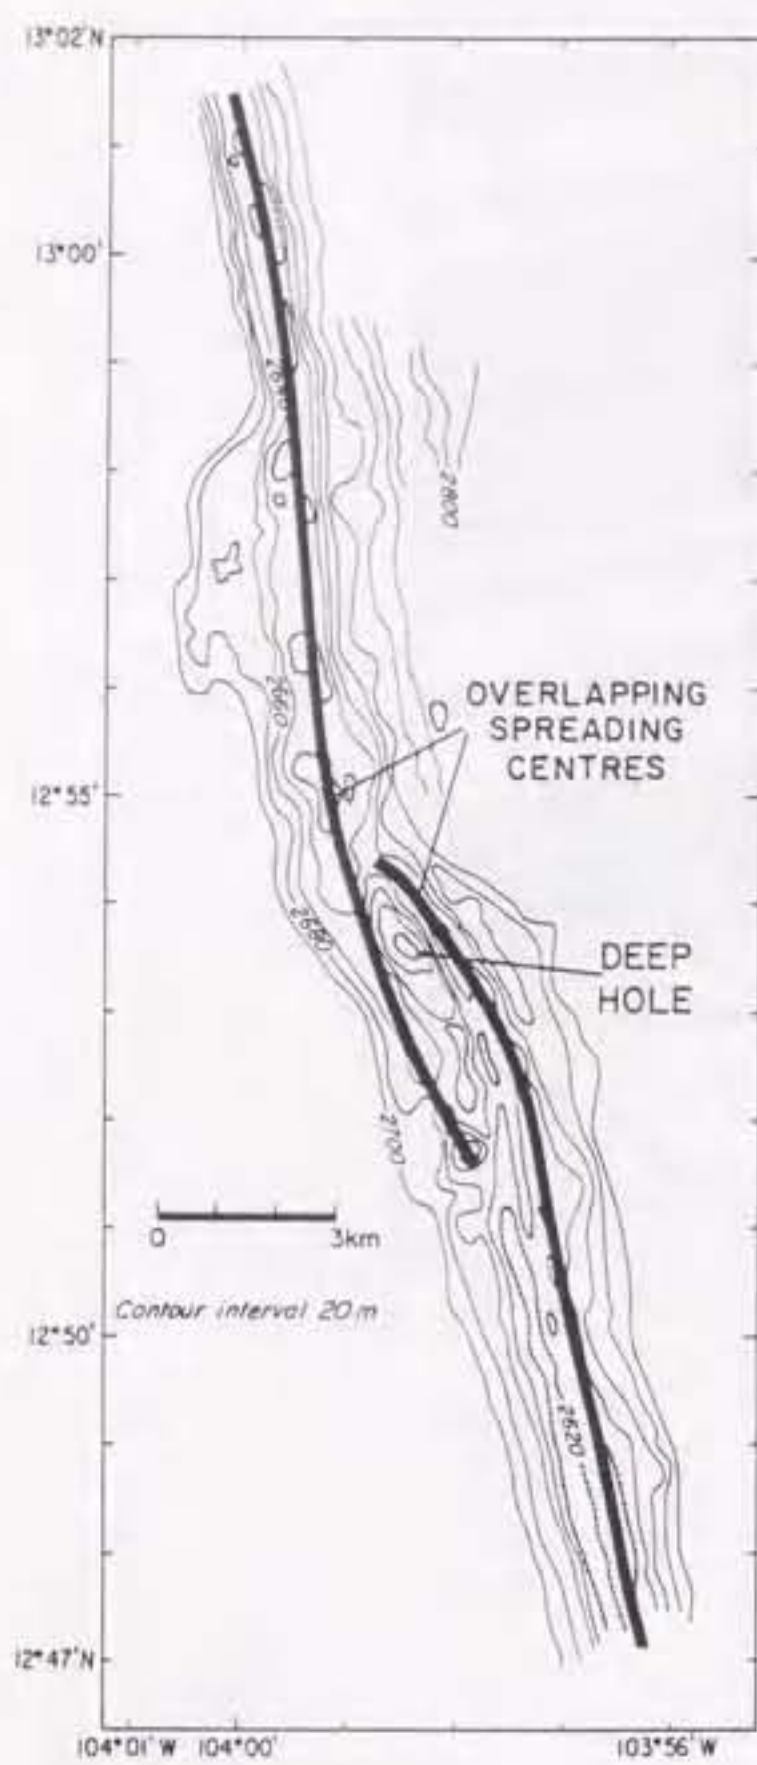 13°02'N
13°00'
2630
2800
2660
OVERLAPPING
SPREADING
CENTRES
12°55'
2680
DEEP
HOLE
2700
0 3km
Contour interval 20m
12°50'
2620
12°47'N
104°01'W 104°00' 103°56'W